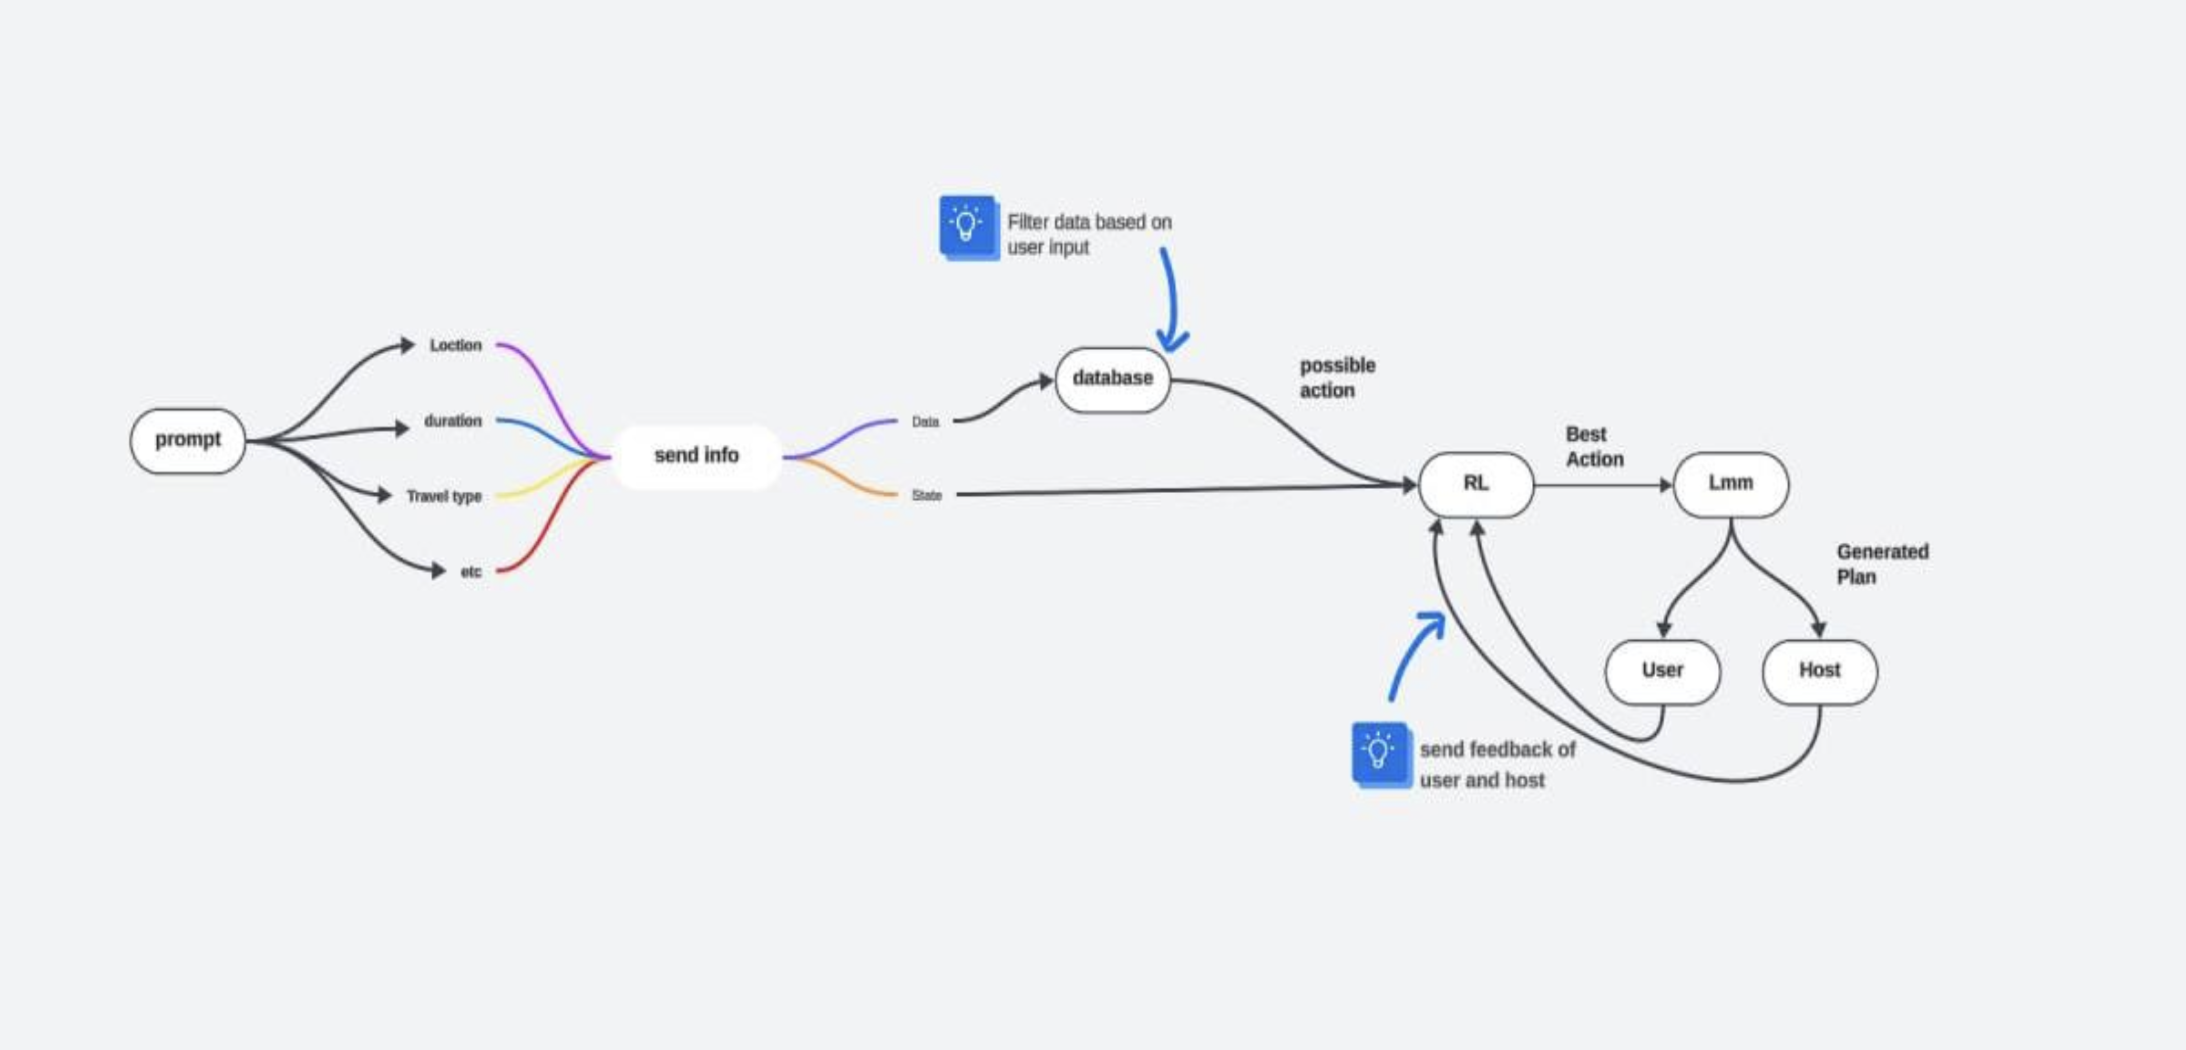 Filter data based on
user input
Loction
duration
Travel type
etc
prompt
send info
Data
State
database
possible
action
RL
Best
Action
Lmm
Generated
Plan
User
Host
send feedback of
user and host